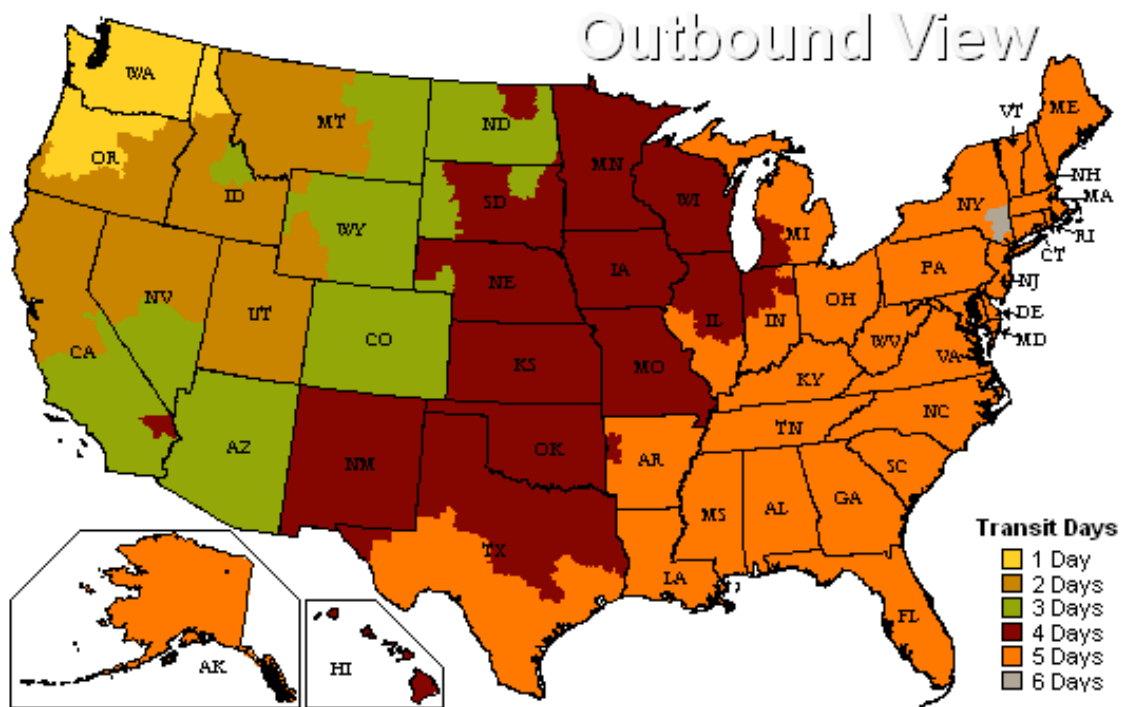 Outbound View
WA
MT
ND
MN
ME
VT
OR
ID
WY
SD
WI
MI
NY
NH
MA
RI
CT
NV
UT
CO
NE
IA
IL
IN
OH
PA
NJ
DE
MD
CA
AZ
NM
KS
MO
KY
WV
VA
OK
AR
TN
NC
SC
TX
LA
MS
AL
GA
FL
AK
HI
Transit Days
1 Day
2 Days
3 Days
4 Days
5 Days
6 Days